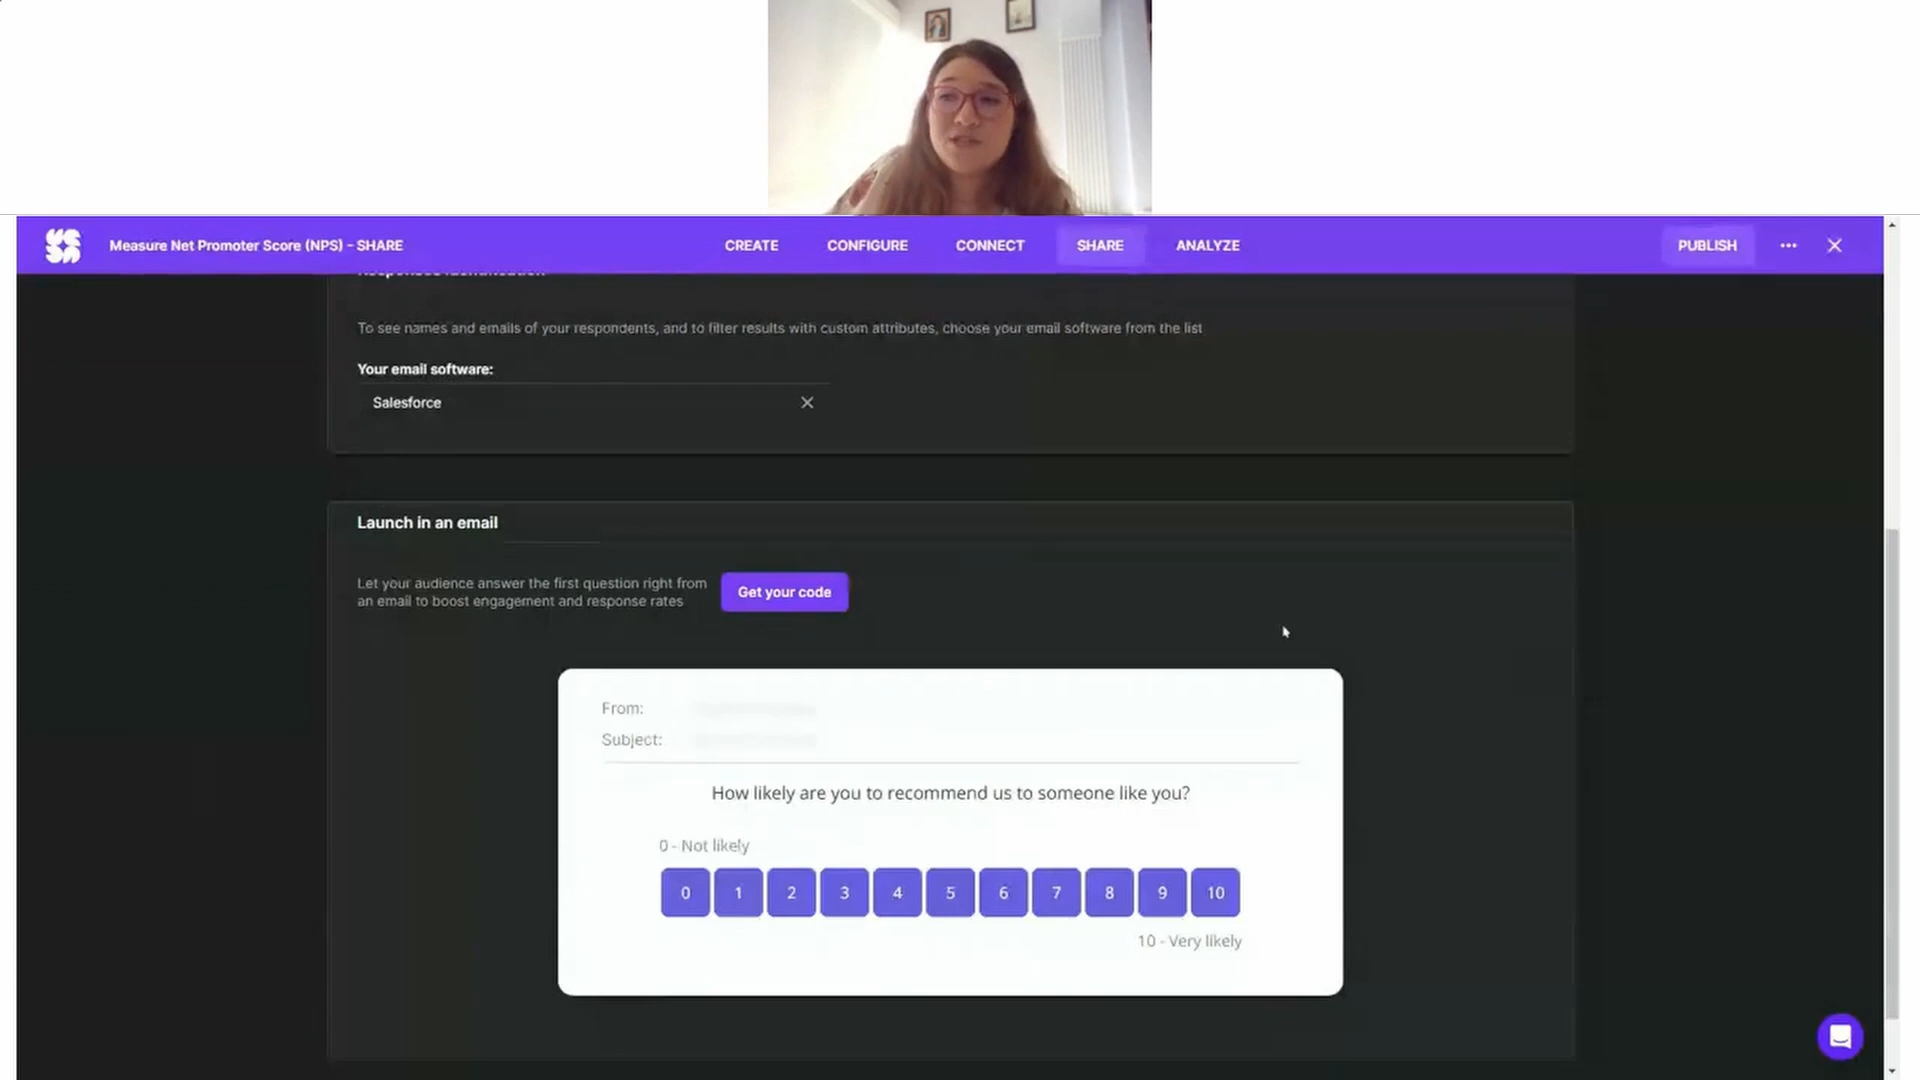 Measure Net Promoter Score (NPS) - SHARE
CREATE
CONFIGURE
CONNECT
SHARE
ANALYZE
PUBLISH
To see names and emails of your respondents, and to filter results with custom attributes, choose your email software from the list
Your email software:
Salesforce
Launch in an email
Let your audience answer the first question right from
an email to boost engagement and response rates
Get your code
From:
Subject:
How likely are you to recommend us to someone like you?
0 - Not likely
0 1 2 3 4 5 6 7 8 9 10
10 - Very likely